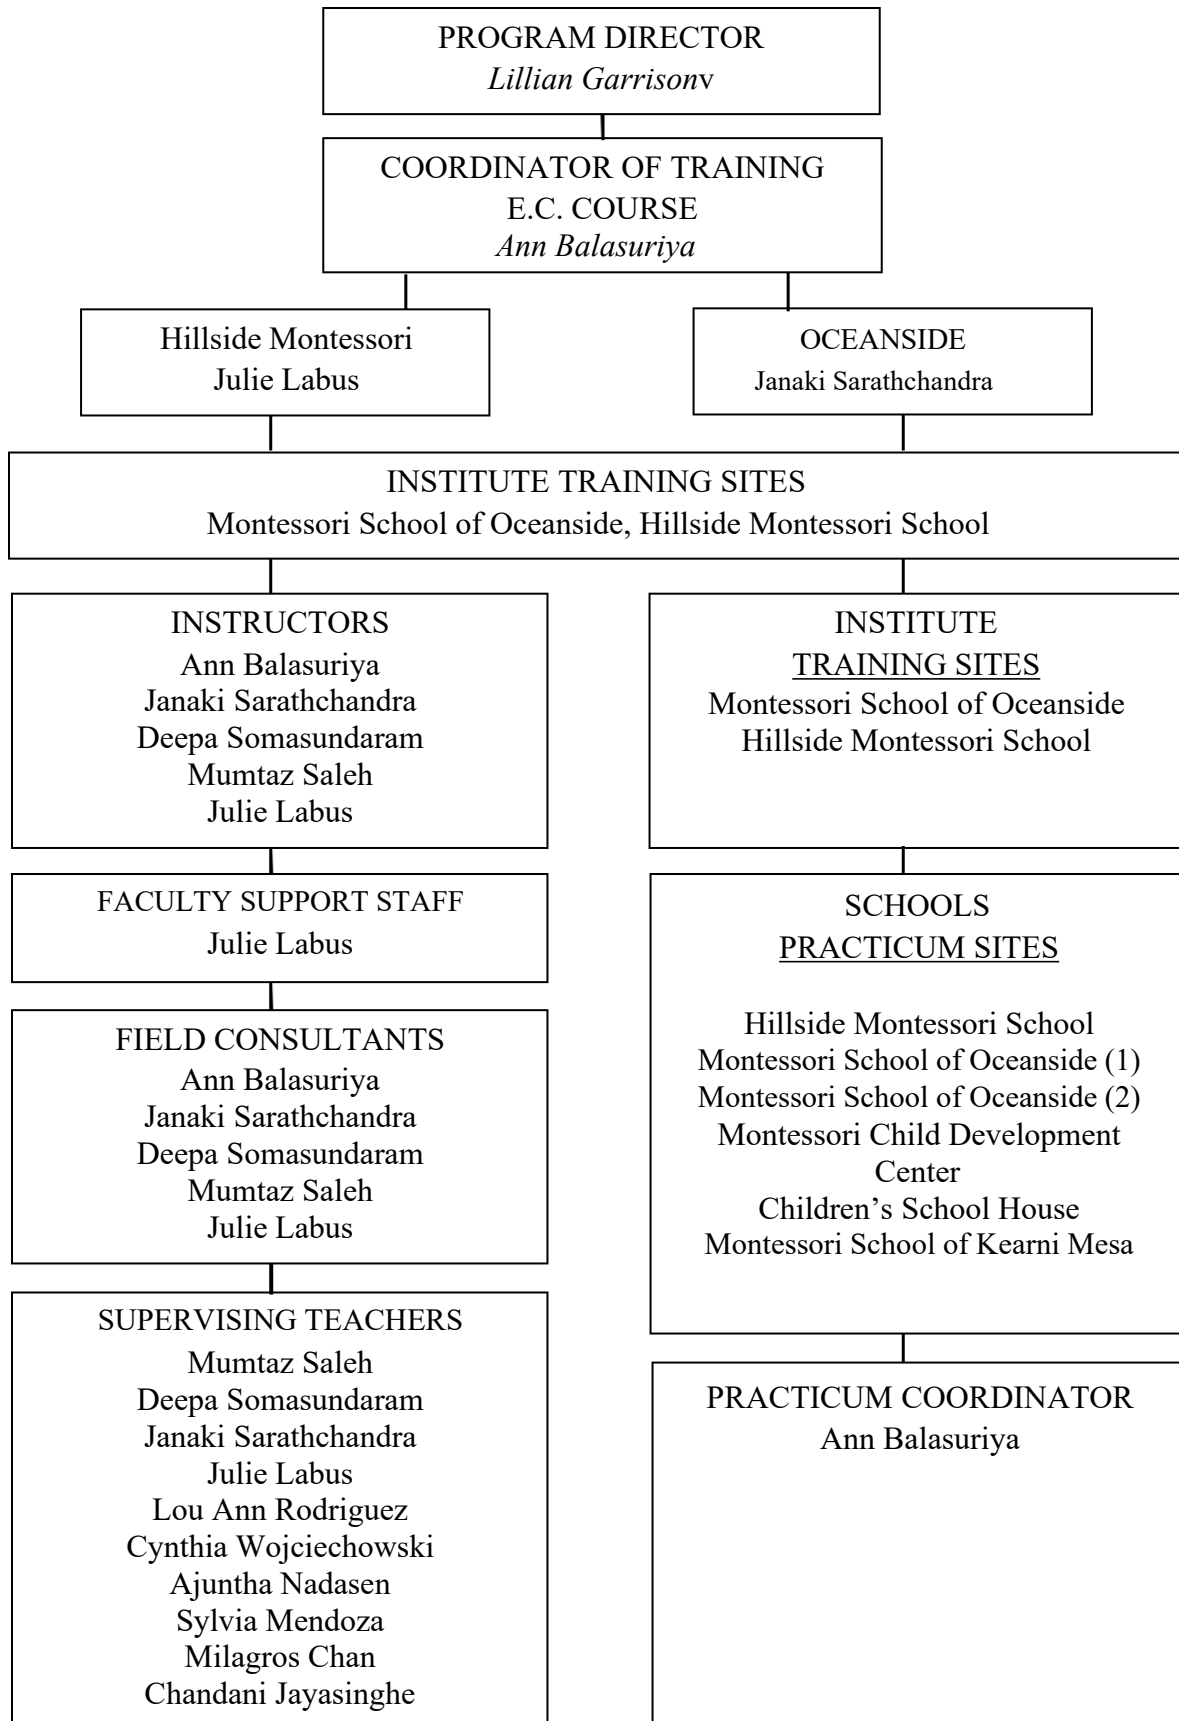 PROGRAM DIRECTOR
Lillian Garrisonv
COORDINATOR OF TRAINING
E.C. COURSE
Ann Balasuriya
Hillside Montessori
Julie Labus
OCEANSIDE
Janaki Sarathchandra
INSTITUTE TRAINING SITES
Montessori School of Oceanside, Hillside Montessori School
INSTRUCTORS
Ann Balasuriya
Janaki Sarathchandra
Deepa Somasundaram
Mumtaz Saleh
Julie Labus
INSTITUTE
TRAINING SITES
Montessori School of Oceanside
Hillside Montessori School
FACULTY SUPPORT STAFF
Julie Labus
SCHOOLS
PRACTICUM SITES
Hillside Montessori School
Montessori School of Oceanside (1)
Montessori School of Oceanside (2)
Montessori Child Development
Center
Children’s School House
Montessori School of Kearni Mesa
FIELD CONSULTANTS
Ann Balasuriya
Janaki Sarathchandra
Deepa Somasundaram
Mumtaz Saleh
Julie Labus
SUPERVISING TEACHERS
Mumtaz Saleh
Deepa Somasundaram
Janaki Sarathchandra
Julie Labus
Lou Ann Rodriguez
Cynthia Wojciechowski
Ajuntha Nadasen
Sylvia Mendoza
Milagros Chan
Chandani Jayasinghe
PRACTICUM COORDINATOR
Ann Balasuriya